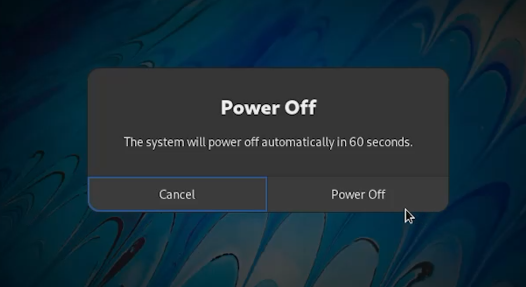 Power Off
The system will power off automatically in 60 seconds.
Cancel
Power Off